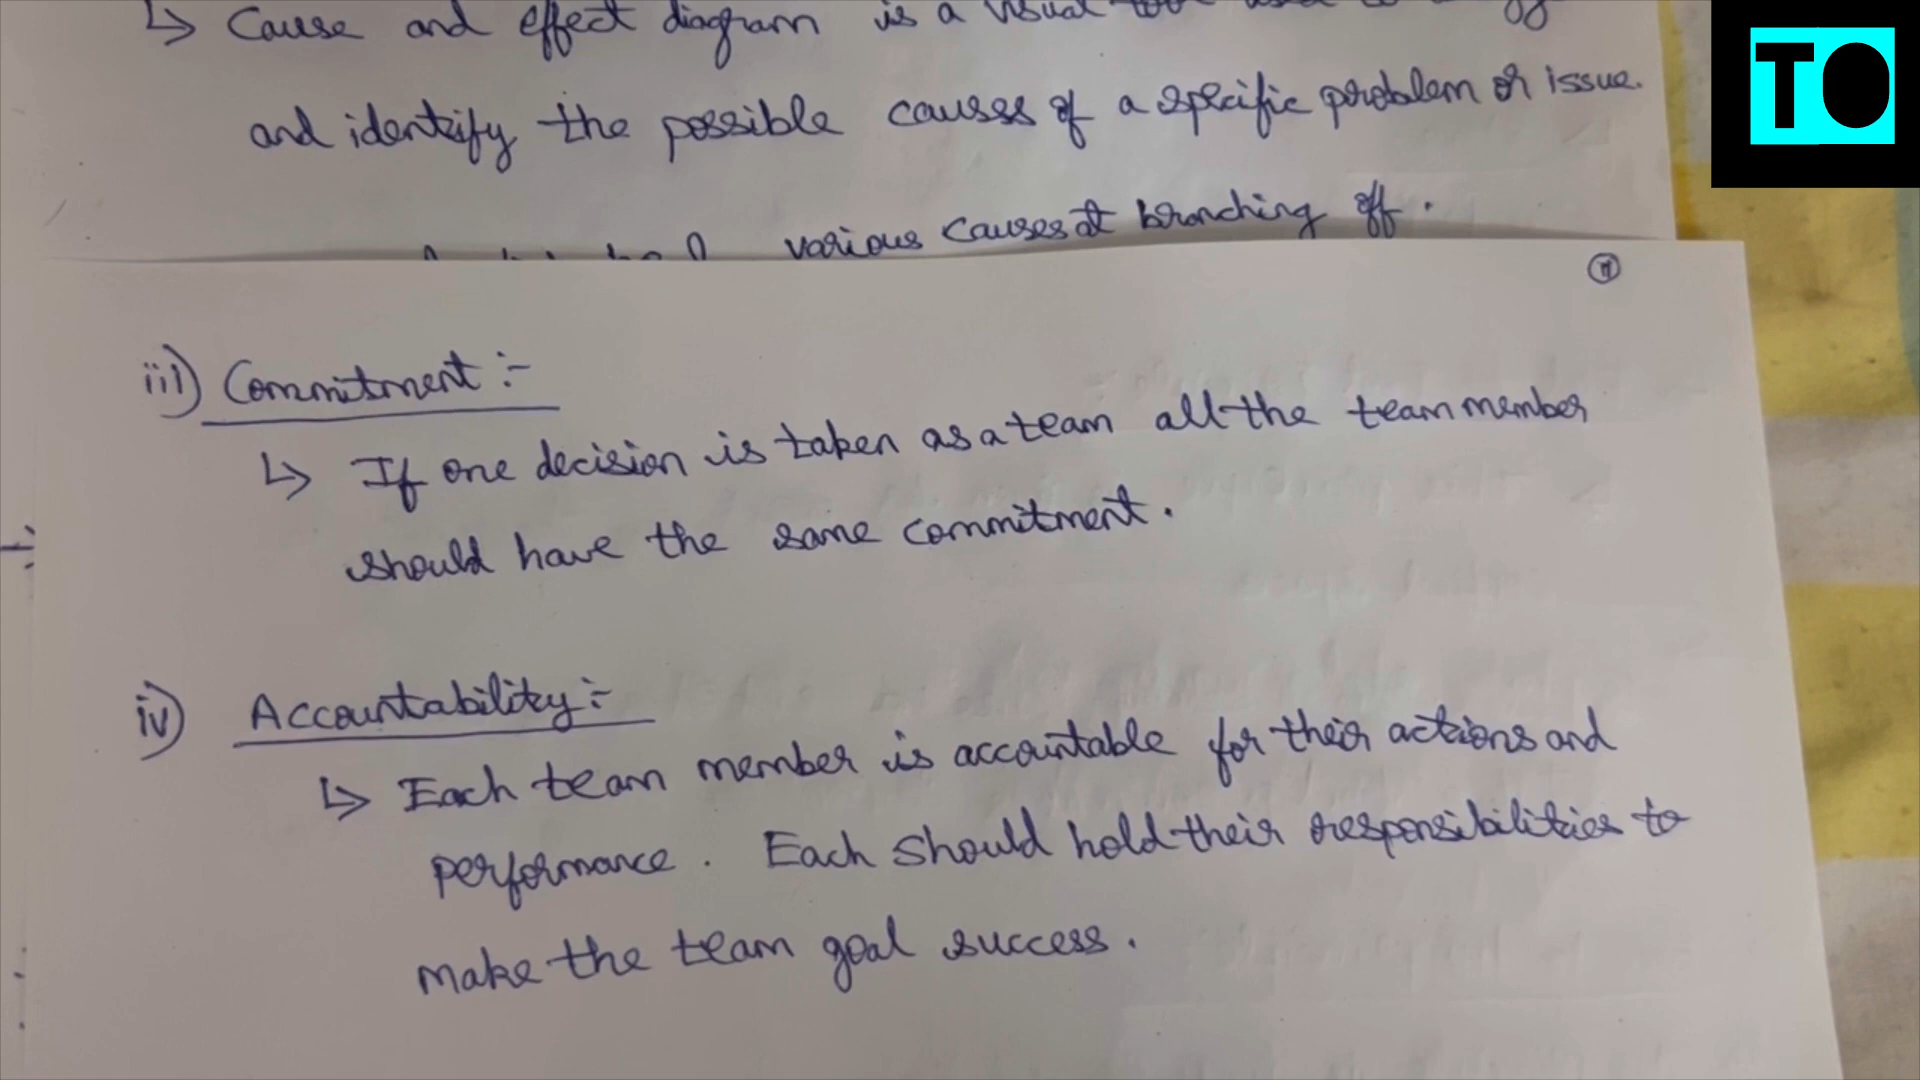 ↳ Cause and effect diagram is a visual
and identify the possible causes of a specific problem or issue.
various causes at branching off.
TO
iii) Commitment :-
↳ If one decision is taken as a team all the team member
should have the same commitment.
iv) Accountability :-
↳ Each team member is accountable for their actions and
performance. Each should hold their responsibilities to
make the team goal success.